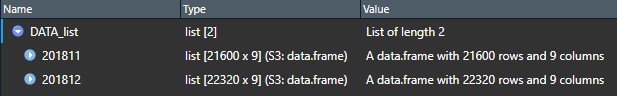 Name Type Value
DATA_list list [2] List of length 2
201811 list [21600 x 9] (S3: data.frame) A data.frame with 21600 rows and 9 columns
201812 list [22320 x 9] (S3: data.frame) A data.frame with 22320 rows and 9 columns